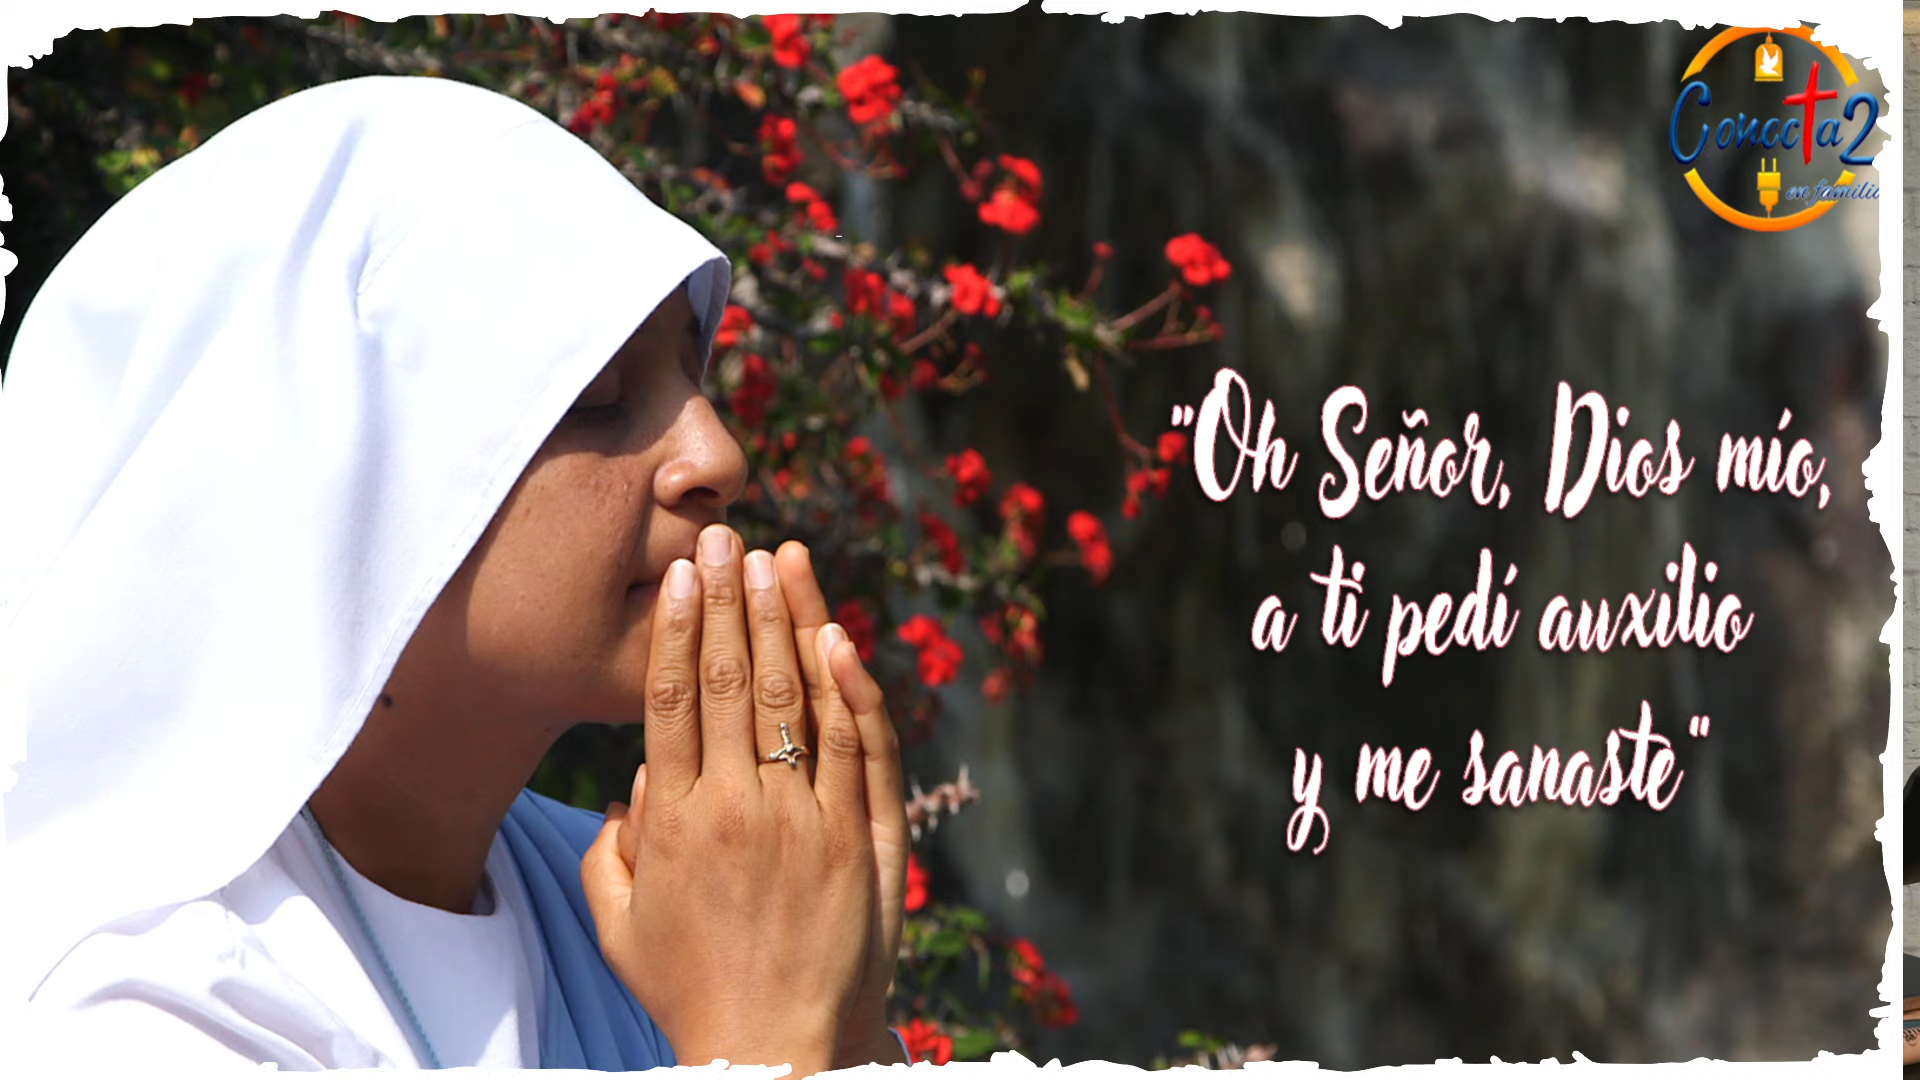 Conecta2
en familia
"Oh Señor, Dios mío,
a ti pedí auxilio
y me sanaste"